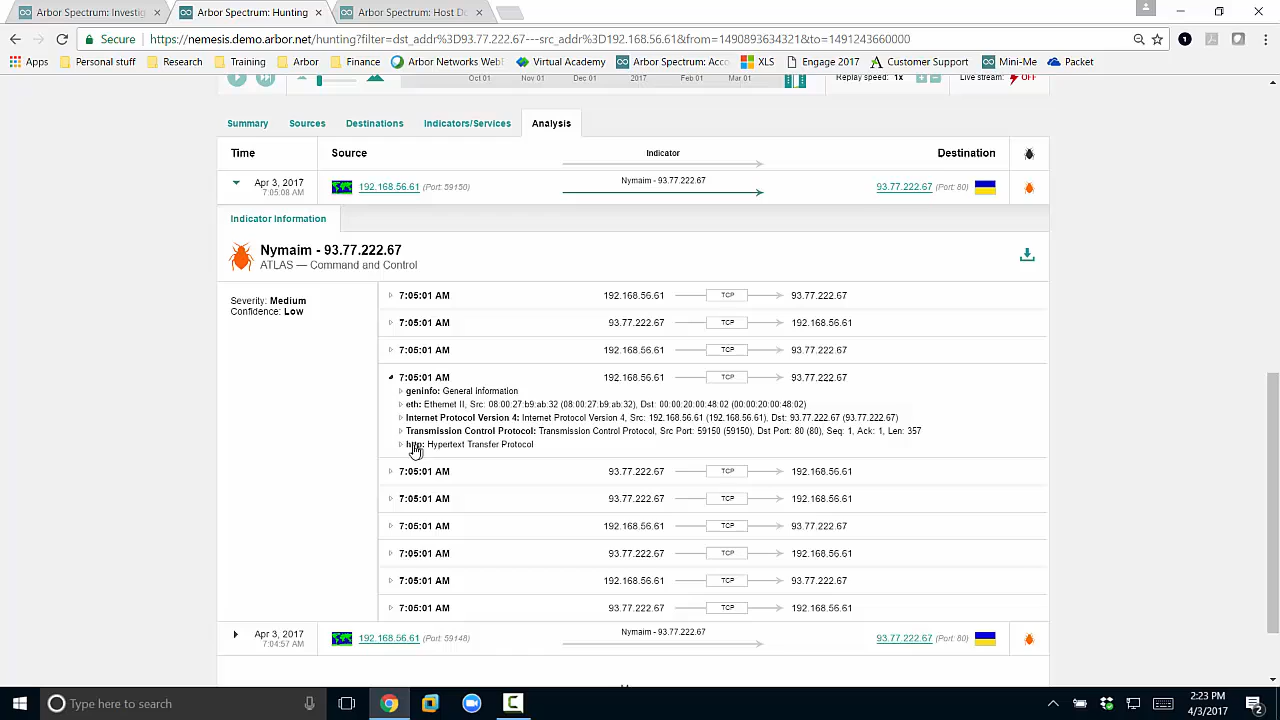 Arbor Spectrum: Investig
Arbor Spectrum: Hunting
Arbor Spectrum: Host De
Secure
https://nemesis.demo.arbor.net/hunting?filter=dst_addr%3D93.77.222.67---src_addr%3D192.168.56.61&from=1490893634321&to=1491243660000
Apps
Personal stuff
Research
Training
Arbor
Finance
Arbor Networks WebE
Virtual Academy
Arbor Spectrum: Acc
XLS
Engage 2017
Customer Support
Mini-Me
Packet
Oct 01
Nov 01
Dec 01
2017
Feb 01
Mar 01
Replay speed: 1x
Live stream: OFF
Summary
Sources
Destinations
Indicators/Services
Analysis
Time
Source
Indicator
Destination
Apr 3, 2017
7:05:08 AM
192.168.56.61 (Port: 59150)
Nymaim - 93.77.222.67
93.77.222.67 (Port: 80)
Indicator Information
Nymaim - 93.77.222.67
ATLAS — Command and Control
Severity: Medium
Confidence: Low
7:05:01 AM 192.168.56.61 TCP 93.77.222.67
7:05:01 AM 93.77.222.67 TCP 192.168.56.61
7:05:01 AM 192.168.56.61 TCP 93.77.222.67
7:05:01 AM 192.168.56.61 TCP 93.77.222.67
geninfo: General Information
eth: Ethernet II, Src: 08:00:27:b9:ab:32 (08:00:27:b9:ab:32), Dst: 00:00:20:00:48:02 (00:00:20:00:48:02)
Internet Protocol Version 4: Internet Protocol Version 4, Src: 192.168.56.61 (192.168.56.61), Dst: 93.77.222.67 (93.77.222.67)
Transmission Control Protocol: Transmission Control Protocol, Src Port: 59150 (59150), Dst Port: 80 (80), Seq: 1, Ack: 1, Len: 357
http: Hypertext Transfer Protocol
7:05:01 AM 93.77.222.67 TCP 192.168.56.61
7:05:01 AM 93.77.222.67 TCP 192.168.56.61
7:05:01 AM 192.168.56.61 TCP 93.77.222.67
7:05:01 AM 93.77.222.67 TCP 192.168.56.61
7:05:01 AM 192.168.56.61 TCP 93.77.222.67
7:05:01 AM 93.77.222.67 TCP 192.168.56.61
Apr 3, 2017
7:04:57 AM
192.168.56.61 (Port: 59148)
Nymaim - 93.77.222.67
93.77.222.67 (Port: 80)
Type here to search
2:23 PM
4/3/2017
2